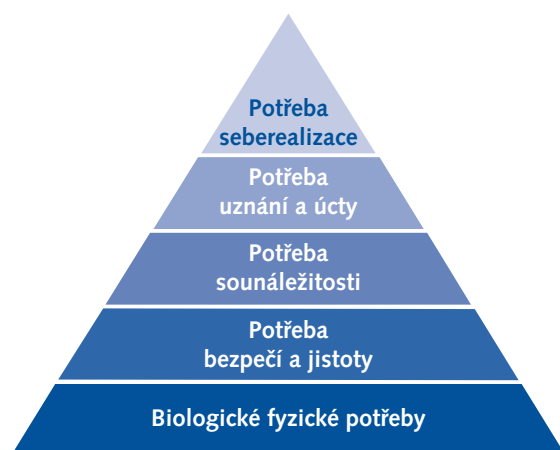 Potřeba
seberealizace
Potřeba
uznání a úcty
Potřeba
sounáležitosti
Potřeba
bezpečí a jistoty
Biologické fyzické potřeby